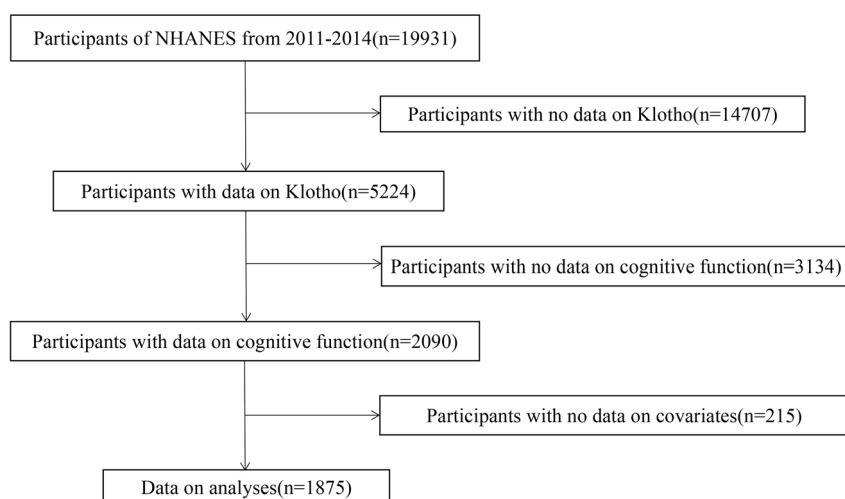 Participants of NHANES from 2011-2014(n=19931)
Participants with no data on Klotho(n=14707)
Participants with data on Klotho(n=5224)
Participants with no data on cognitive function(n=3134)
Participants with data on cognitive function(n=2090)
Participants with no data on covariates(n=215)
Data on analyses(n=1875)